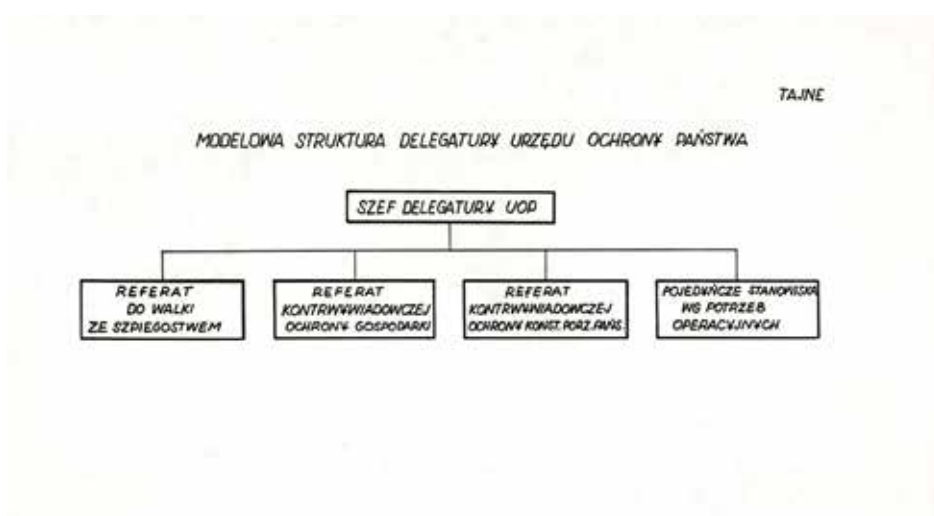 TAJNE
MODELOWA STRUKTURA DELEGATURY URZĘDU OCHRONY PAŃSTWA
SZEF DELEGATURY UOP
REFERAT
DO WALKI
ZE SZPIEGOSTWEM
REFERAT
KONTRWYWIADOWCZEJ
OCHRONY GOSPODARKI
REFERAT
KONTRWYWIADOWCZEJ
OCHRONY KONST. PORZ. PAŃS.
POJEDYŃCZE STANOWISKA
WG POTRZEB
OPERACYJNYCH